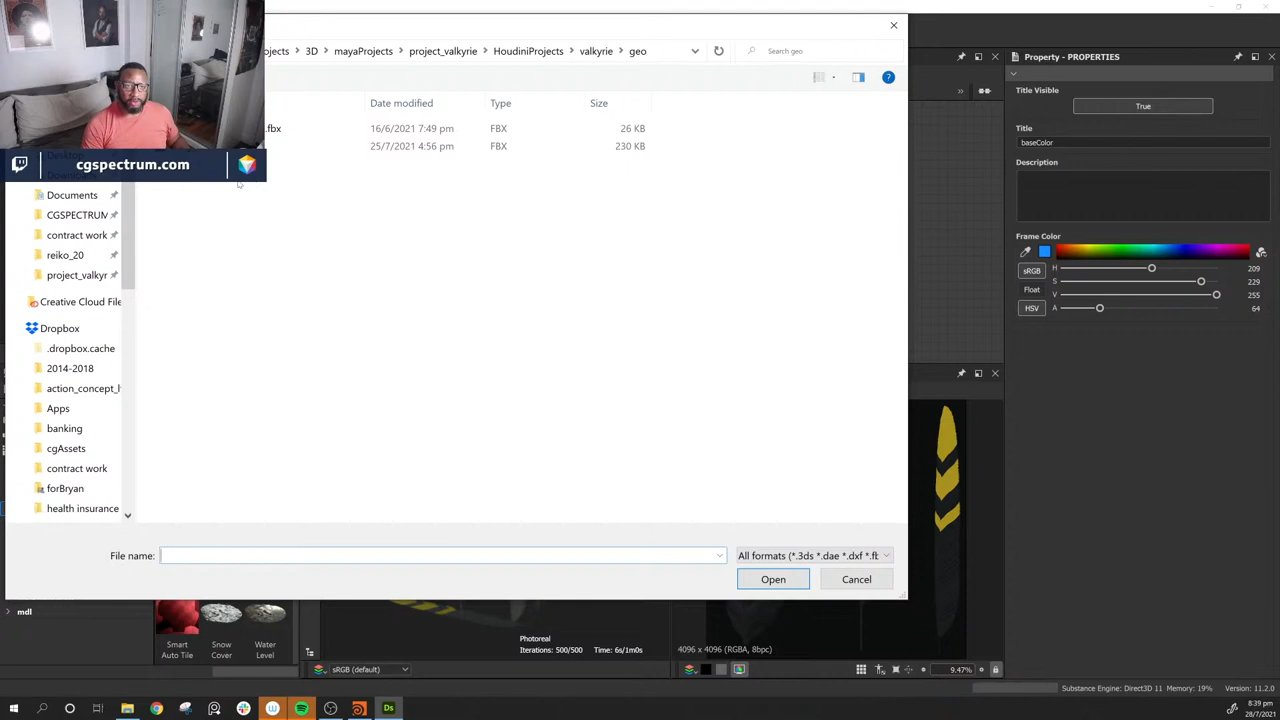 ojects > 3D > mayaProjects > project_valkyrie > HoudiniProjects > valkyrie > geo
Search geo
Date modified
Type
Size
.fbx
16/6/2021 7:49 pm
FBX
26 KB
25/7/2021 4:56 pm
FBX
230 KB
cgspectrum.com
Documents
CGSPECTRUM
contract work
reiko_20
project_valkyr
Creative Cloud File
Dropbox
.dropbox.cache
2014-2018
action_concept_l
Apps
banking
cgAssets
contract work
forBryan
health insurance
File name:
All formats (*.3ds *.dae *.dxf *.fb
Open
Cancel
Property - PROPERTIES
Title Visible
True
Title
baseColor
Description
Frame Color
sRGB
Float
HSV
H
209
S
229
V
255
A
64
mdl
Smart
Auto Tile
Snow
Cover
Water
Level
Photoreal
Iterations: 500/500
Time: 6s/1m0s
4096 x 4096 (RGBA, 8bpc)
sRGB (default)
9.47%
Substance Engine: Direct3D 11 Memory: 19% Version: 11.2.0
Ds
8:39 pm
28/7/2021